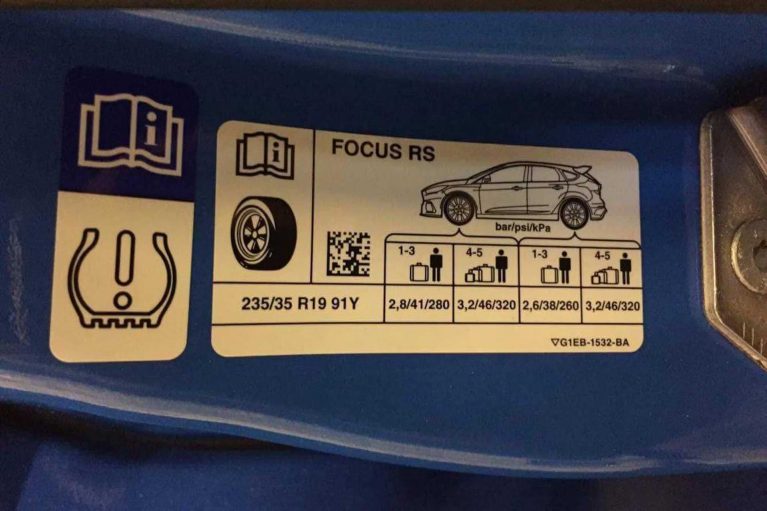 FOCUS RS
bar/psi/kPa
1-3 4-5 1-3 4-5
235/35 R19 91Y 2,8/41/280 3,2/46/320 2,6/38/260 3,2/46/320
▽G1EB-1532-BA